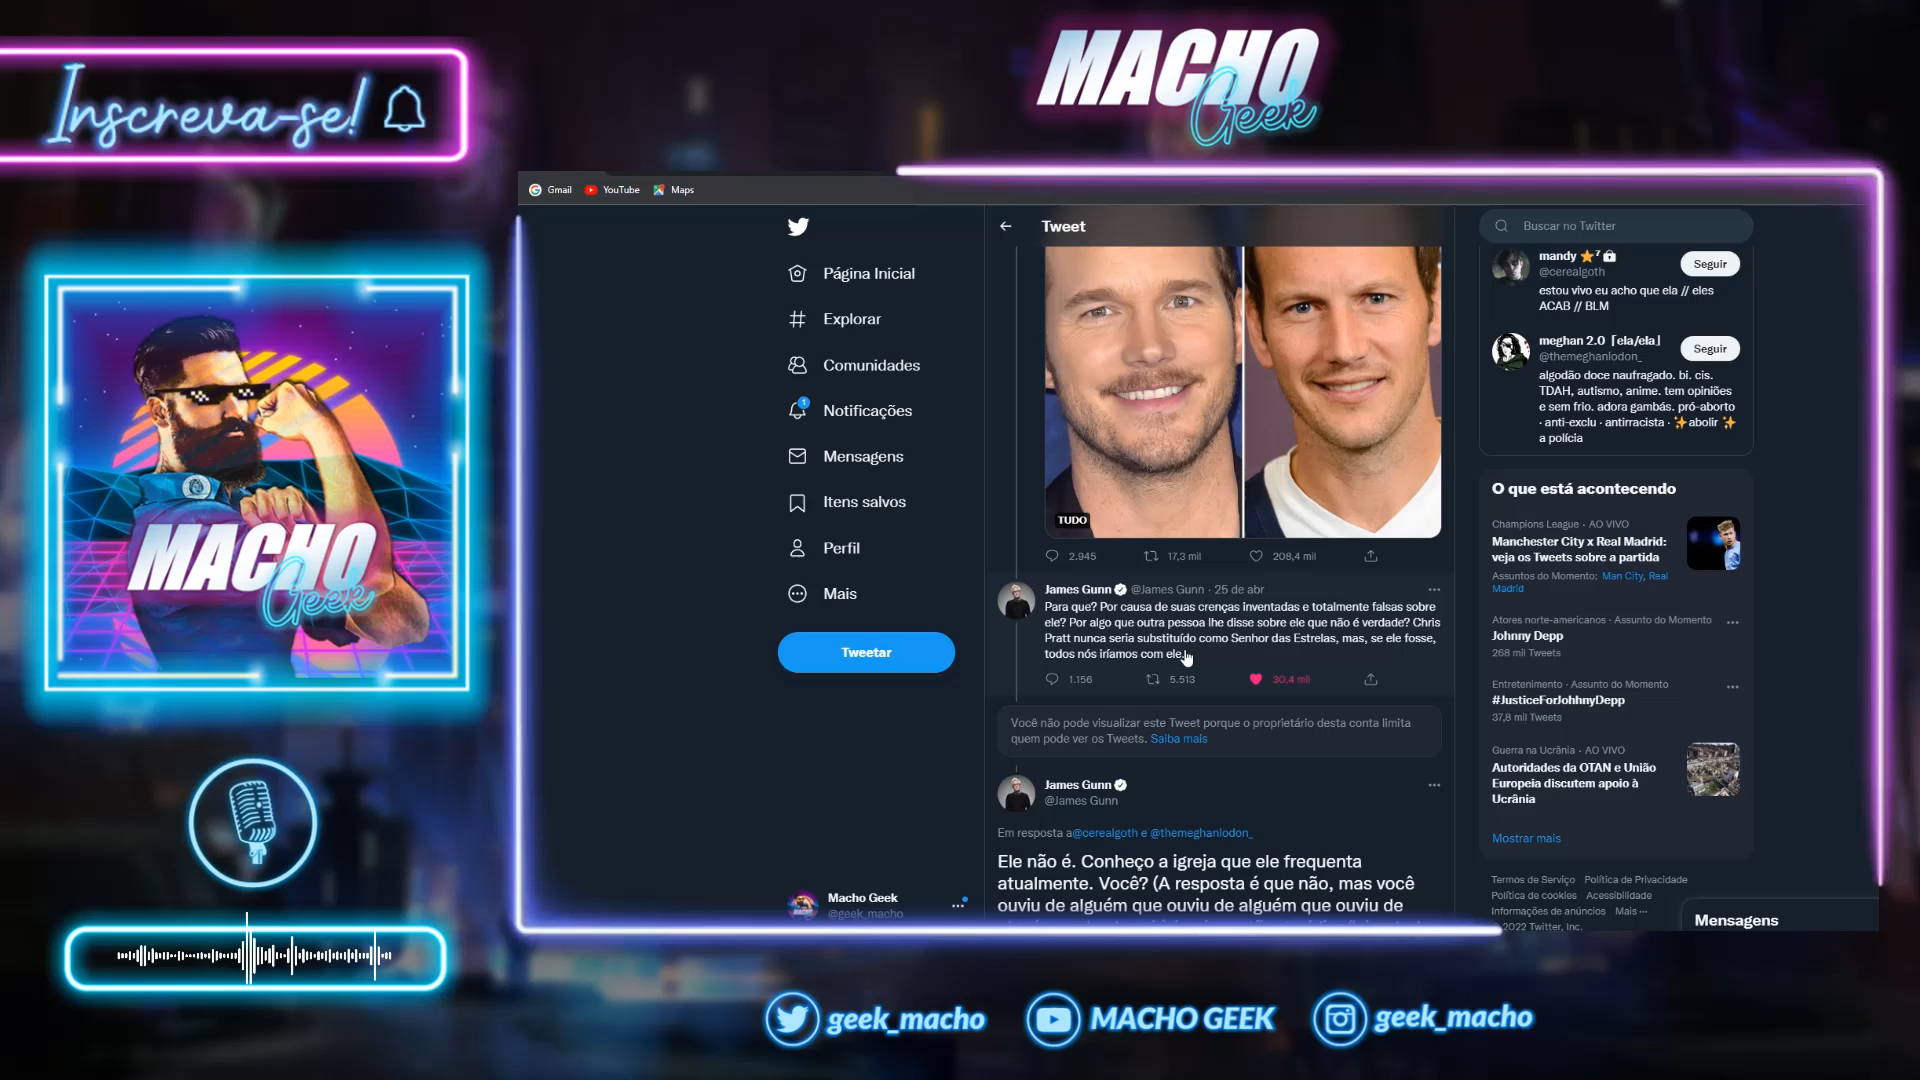 Inscreva-se!
MACHO
Geek
Gmail
YouTube
Maps
Tweet
Buscar no Twitter
Página Inicial
Explorar
Comunidades
Notificações
1
Mensagens
Itens salvos
Perfil
Mais
Tweetar
Macho Geek
@geek_macho
MACHO
Geek
TUDO
2.945
17,3 mil
208,4 mil
James Gunn @James Gunn · 25 de abr
Para que? Por causa de suas crenças inventadas e totalmente falsas sobre
ele? Por algo que outra pessoa lhe disse sobre ele que não é verdade? Chris
Pratt nunca seria substituído como Senhor das Estrelas, mas, se ele fosse,
todos nós iríamos com ele.
1.156
5.513
30,4 mil
Você não pode visualizar este Tweet porque o proprietário desta conta limita
quem pode ver os Tweets. Saiba mais
James Gunn
@James Gunn
Em resposta a@cerealgoth e @themeghanlodon_
Ele não é. Conheço a igreja que ele frequenta
atualmente. Você? (A resposta é que não, mas você
ouviu de alguém que ouviu de alguém que ouviu de
mandy ⭐7
@cerealgoth
Seguir
estou vivo eu acho que ela // eles
ACAB // BLM
meghan 2.0 ⌈ela/ela⌋
@themeghanlodon_
Seguir
algodão doce naufragado. bi. cis.
TDAH, autismo, anime. tem opiniões
e sem frio. adora gambás. pró-aborto
· anti-exclu · antirracista · ✨abolir ✨
a polícia
O que está acontecendo
Champions League · AO VIVO
Manchester City x Real Madrid:
veja os Tweets sobre a partida
Assuntos do Momento: Man City, Real
Madrid
Atores norte-americanos · Assunto do Momento
Johnny Depp
268 mil Tweets
Entretenimento · Assunto do Momento
#JusticeForJohhnyDepp
37,8 mil Tweets
Guerra na Ucrânia · AO VIVO
Autoridades da OTAN e União
Europeia discutem apoio à
Ucrânia
Mostrar mais
Termos de Serviço Política de Privacidade
Política de cookies Acessibilidade
Informações de anúncios Mais ···
© 2022 Twitter, Inc.
Mensagens
geek_macho
MACHO GEEK
geek_macho